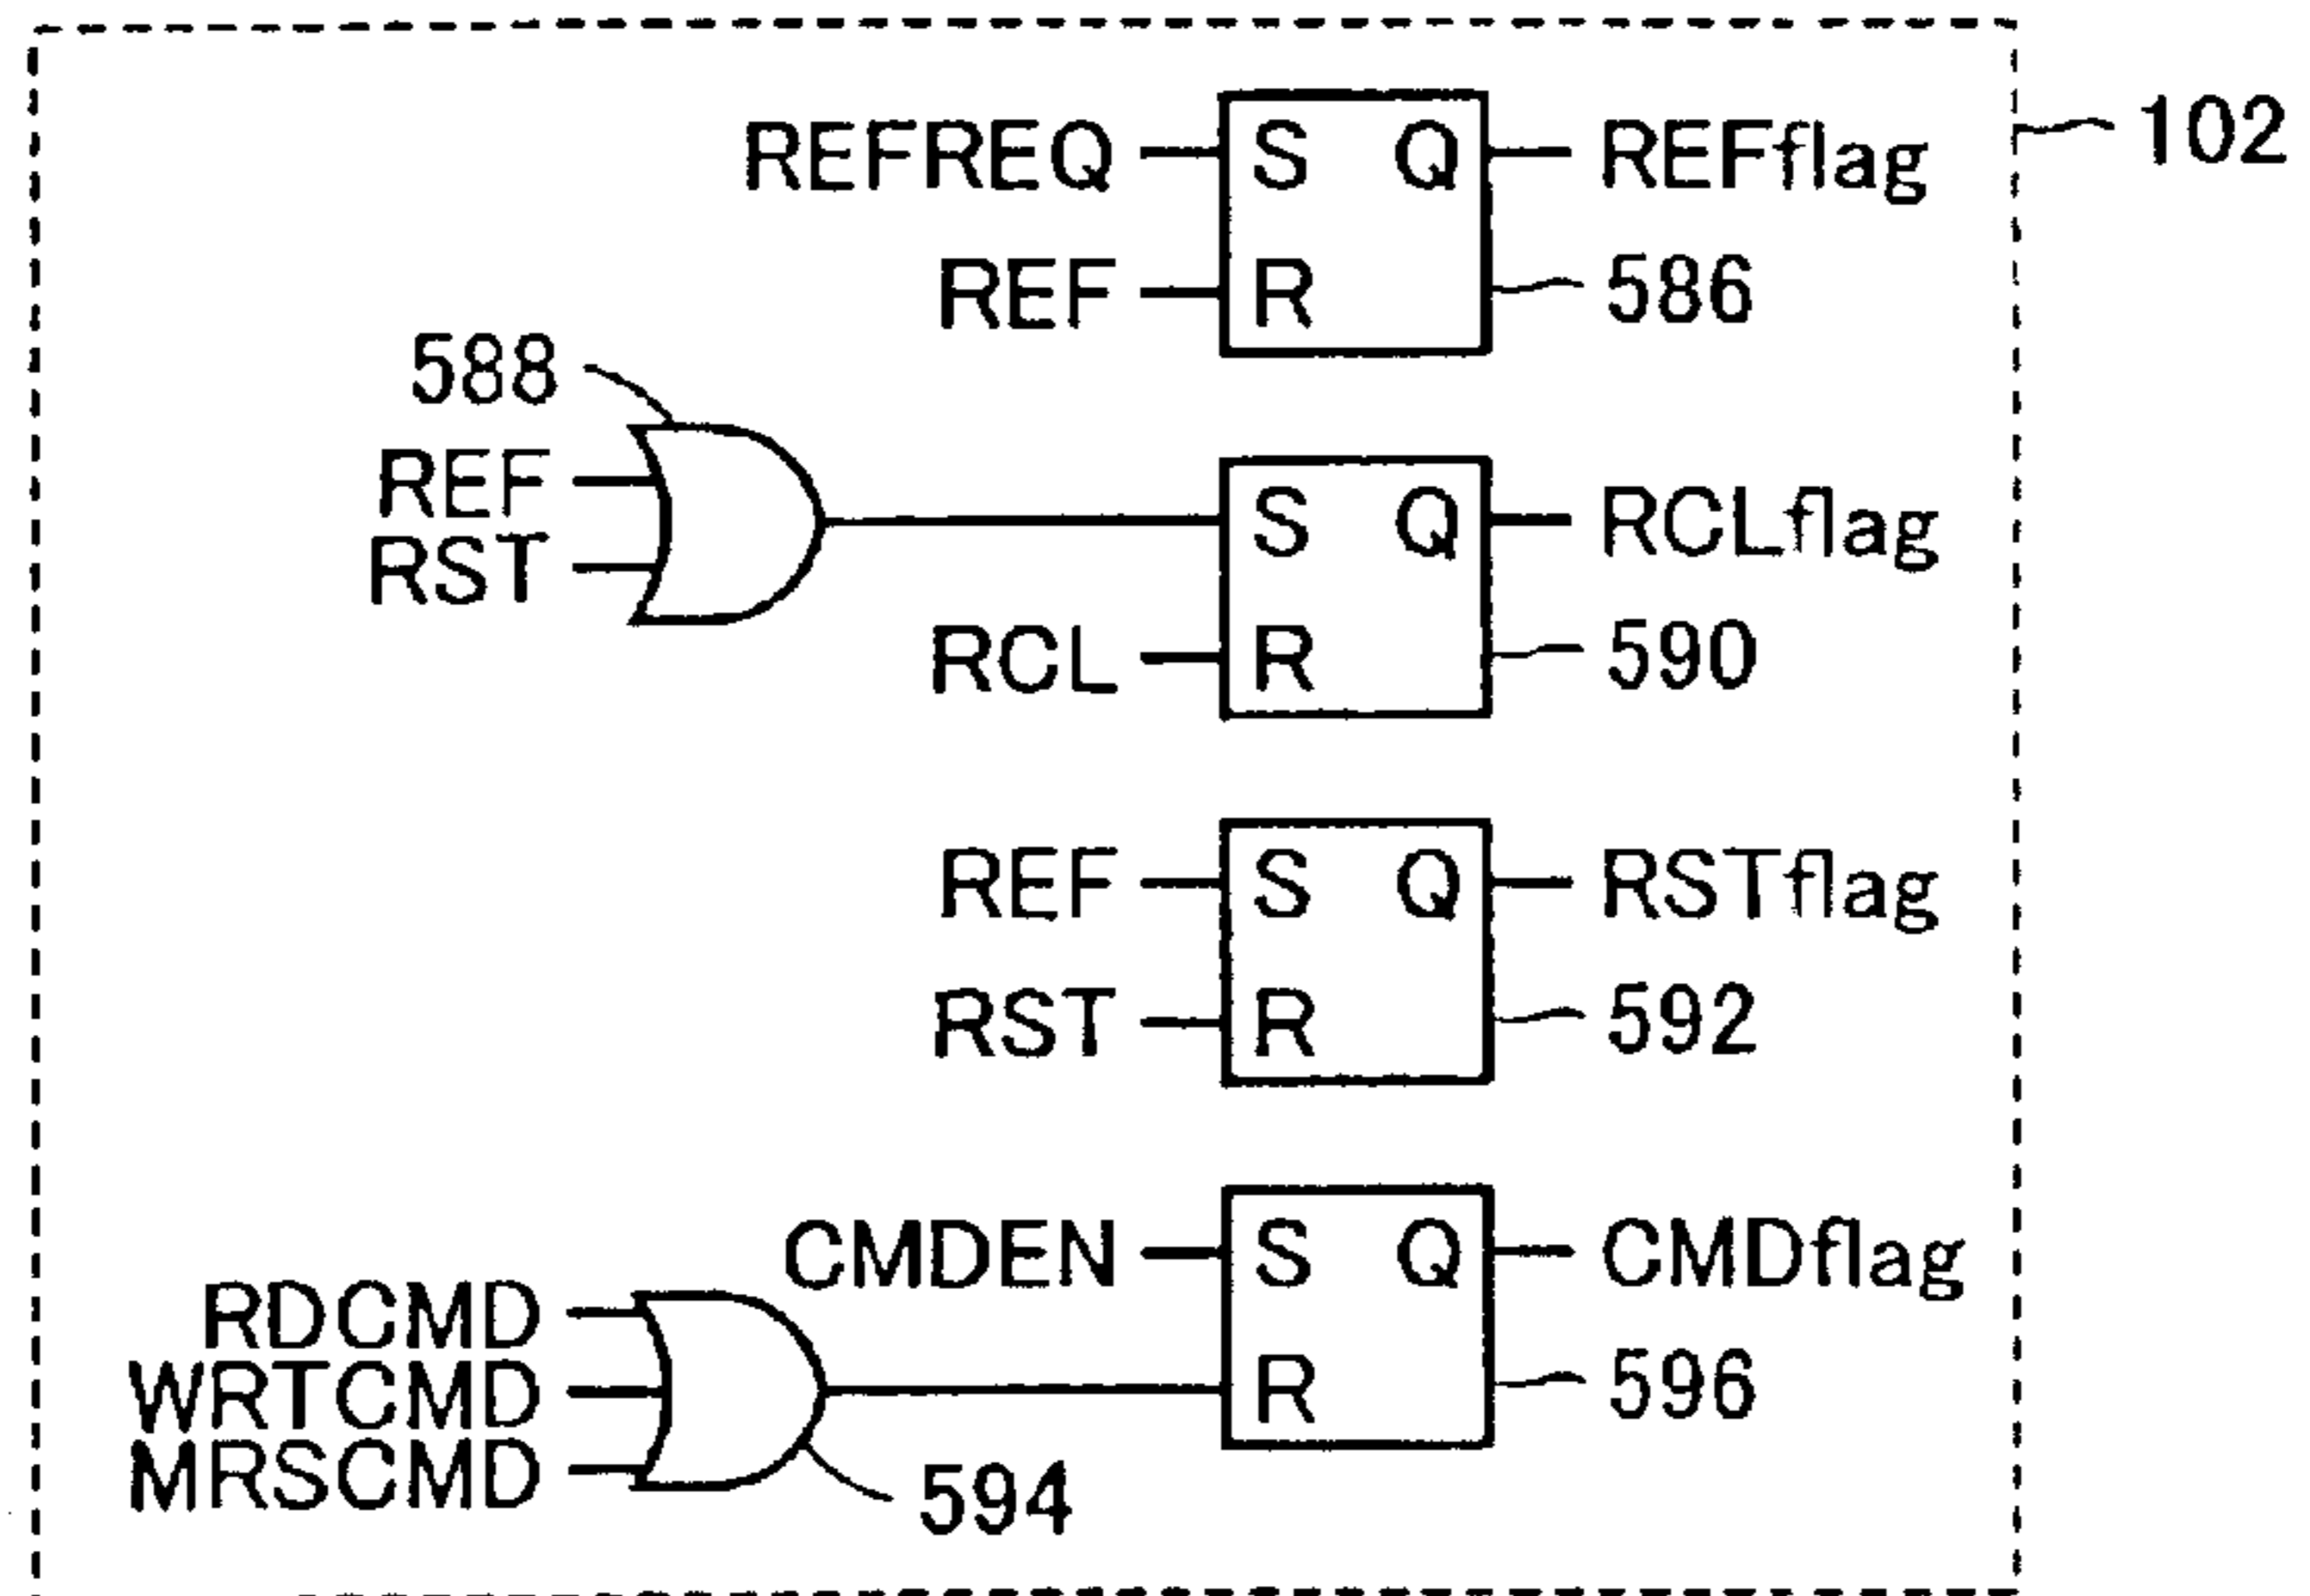 REFREQ S Q REFflag 102
REF R 586
588
REF
RST
S Q RCLflag
RCL R 590
REF S Q RSTflag
RST R 592
CMDEN S Q CMDflag
RDCMD
WRTCMD R 596
MRSCMD
594